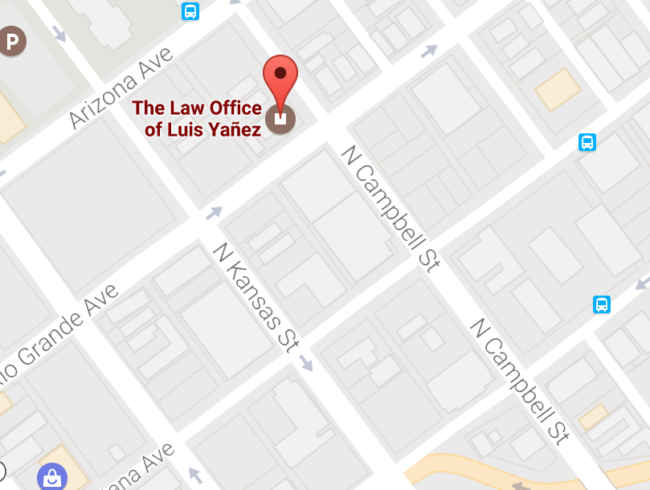 P
Arizona Ave
The Law Office
of Luis Yañez
N Campbell St
N Kansas St
Rio Grande Ave
N Campbell St
ana Ave